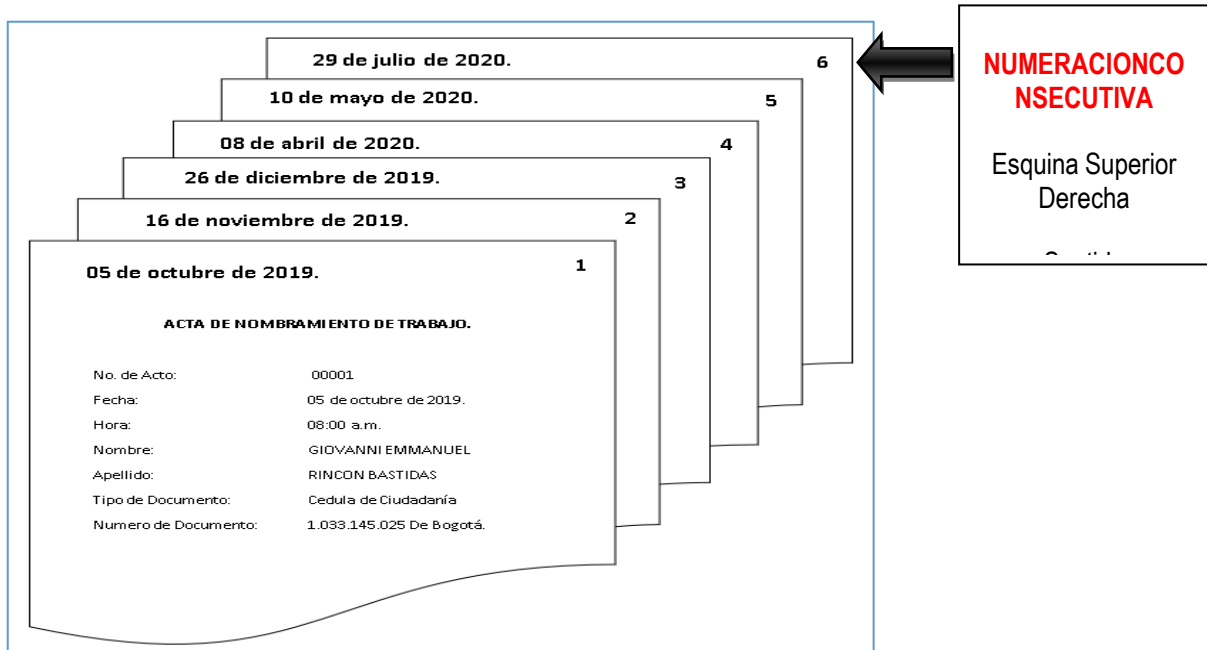 29 de julio de 2020. 6
10 de mayo de 2020. 5
08 de abril de 2020. 4
26 de diciembre de 2019. 3
16 de noviembre de 2019. 2
05 de octubre de 2019. 1
ACTA DE NOMBRAMIENTO DE TRABAJO.
No. de Acto: 00001
Fecha: 05 de octubre de 2019.
Hora: 08:00 a.m.
Nombre: GIOVANNI EMMANUEL
Apellido: RINCON BASTIDAS
Tipo de Documento: Cedula de Ciudadanía
Numero de Documento: 1.033.145.025 De Bogotá.
NUMERACIONCO
NSECUTIVA
Esquina Superior
Derecha